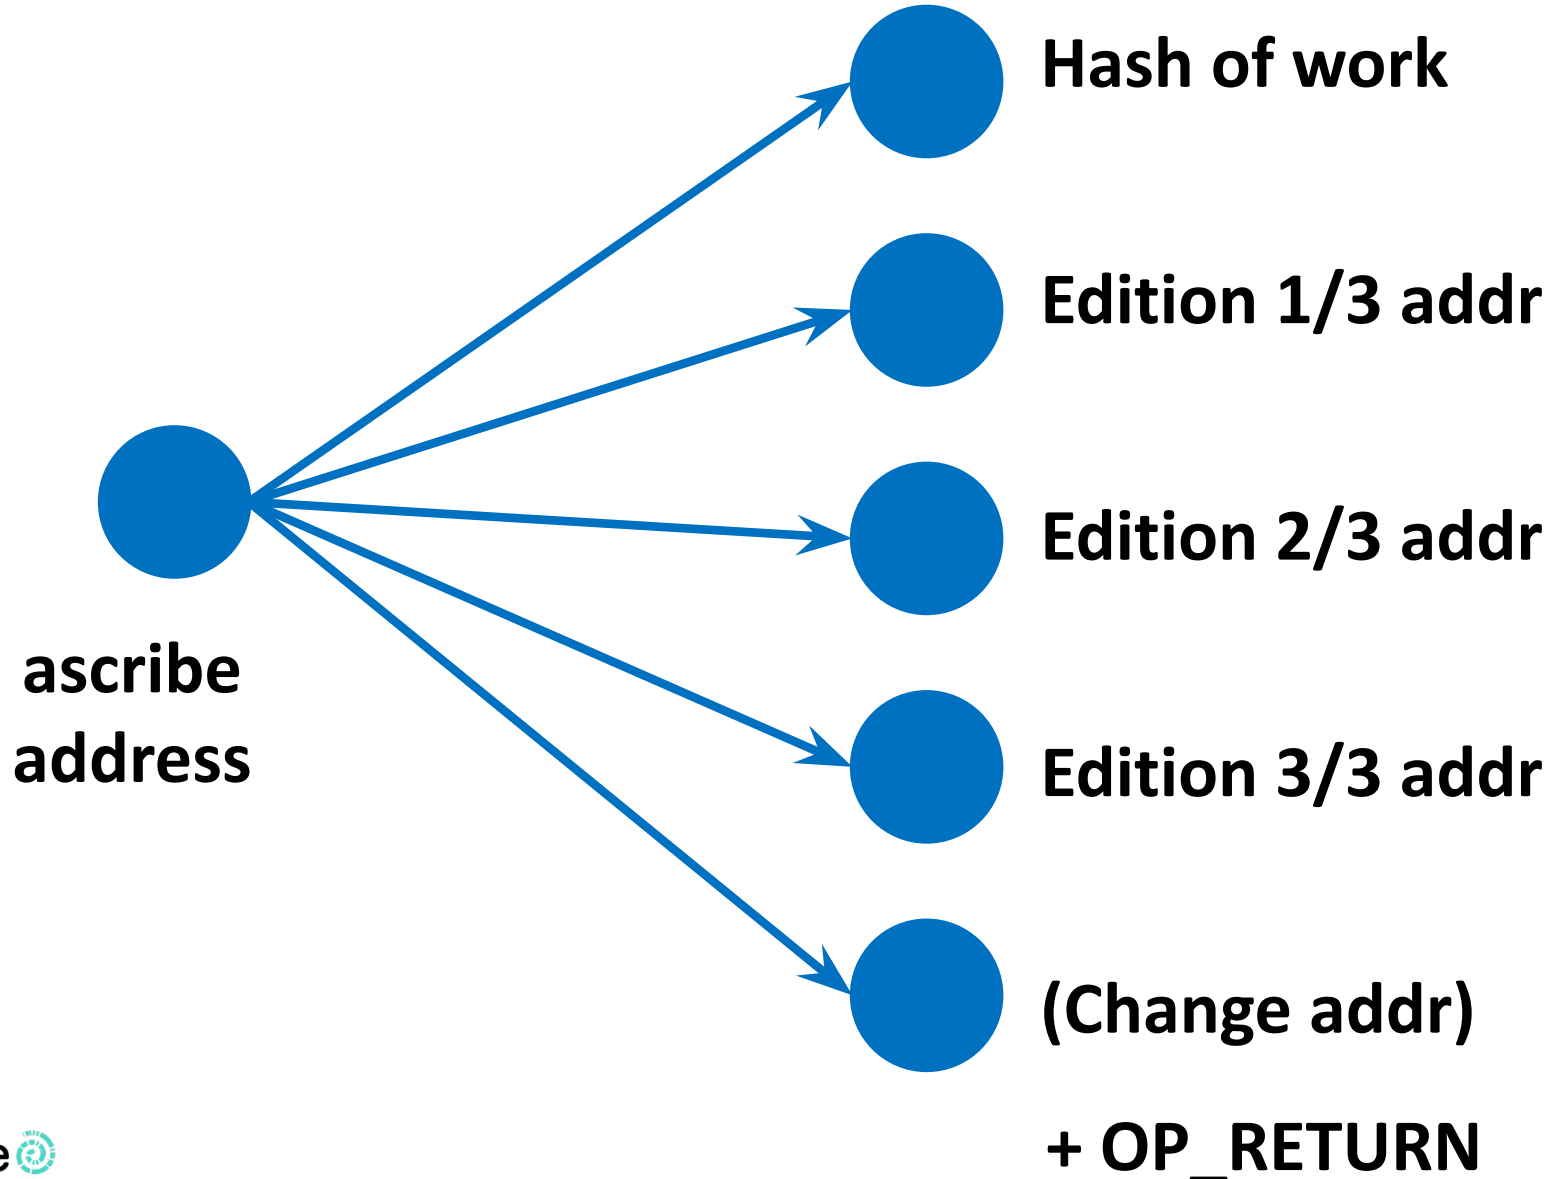 Hash of work
Edition 1/3 addr
Edition 2/3 addr
ascribe
address
Edition 3/3 addr
(Change addr)
+ OP_RETURN
e